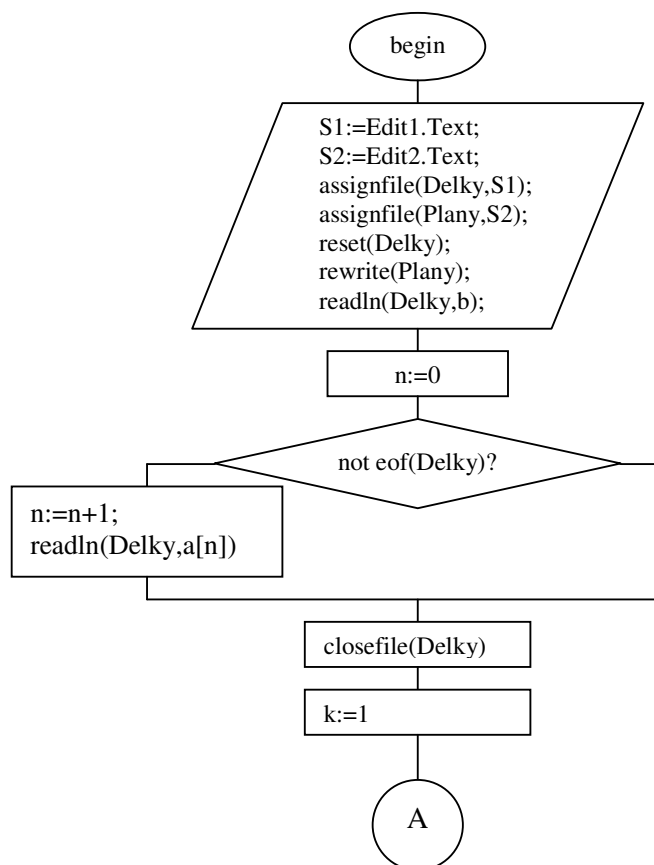 begin
S1:=Edit1.Text;
S2:=Edit2.Text;
assignfile(Delky,S1);
assignfile(Plany,S2);
reset(Delky);
rewrite(Plany);
readln(Delky,b);
n:=0
not eof(Delky)?
n:=n+1;
readln(Delky,a[n])
closefile(Delky)
k:=1
A